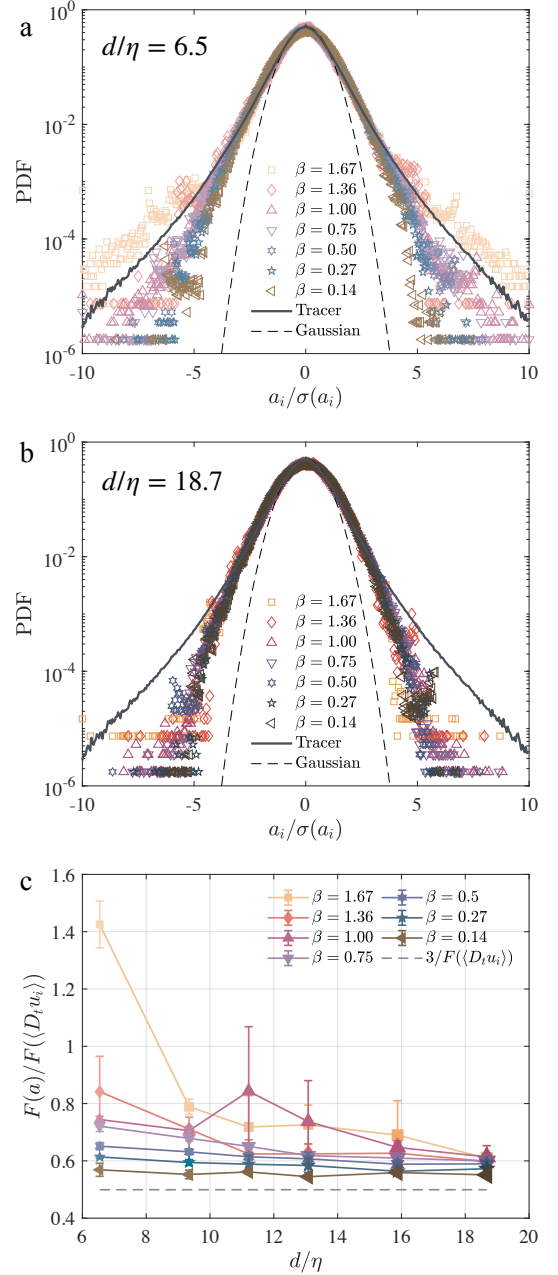 a
d/η = 6.5
PDF
10^0
10^-2
10^-4
10^-6
β = 1.67
β = 1.36
β = 1.00
β = 0.75
β = 0.50
β = 0.27
β = 0.14
Tracer
Gaussian
-10 -5 0 5 10
a_i/σ(a_i)
b
d/η = 18.7
PDF
10^0
10^-2
10^-4
10^-6
β = 1.67
β = 1.36
β = 1.00
β = 0.75
β = 0.50
β = 0.27
β = 0.14
Tracer
Gaussian
-10 -5 0 5 10
a_i/σ(a_i)
c
F(a)/F(⟨D_t u_i⟩)
1.6
1.4
1.2
1
0.8
0.6
0.4
β = 1.67 β = 0.5
β = 1.36 β = 0.27
β = 1.00 β = 0.14
β = 0.75 3/F(⟨D_t u_i⟩)
6 8 10 12 14 16 18 20
d/η